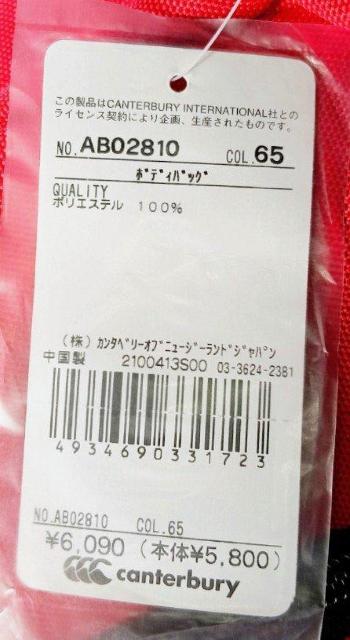 この製品はCANTERBURY INTERNATIONAL社との
ライセンス契約により企画、生産されたものです。
NO. AB02810 COL. 65
ﾎﾞﾃﾞｨﾊﾞｯｸﾞ
QUALITY
ポリエステル 100%
(株) ｶﾝﾀﾍﾞﾘｰｵﾌﾞﾆｭｰｼﾞｰﾗﾝﾄﾞｼﾞｬﾊﾟﾝ
中国製 2100413S00 03-3624-2381
4934690331723
NO.AB02810 COL.65
¥6,090 (本体¥5,800)
CCC canterbury